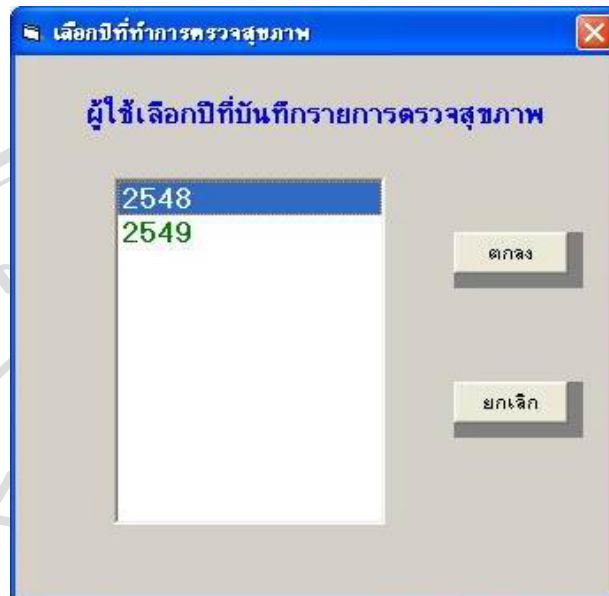 เลือกปีที่ทำการตรวจสุขภาพ
ผู้ใช้เลือกปีที่บันทึกรายการตรวจสุขภาพ
2548
2549
ตกลง
ยกเลิก